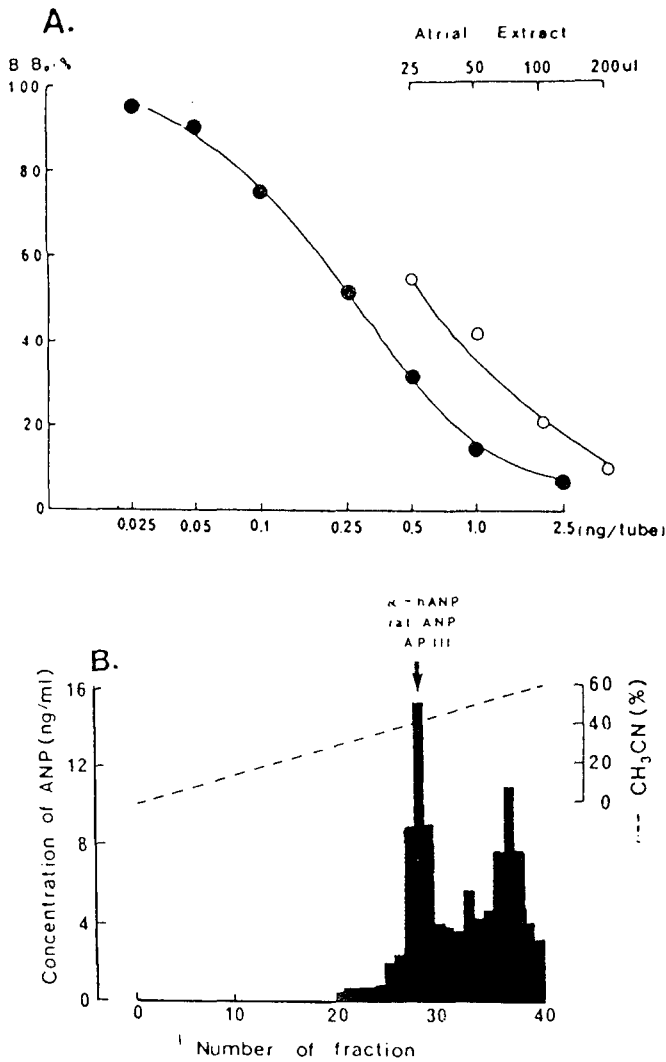 A.
Atrial Extract
B B₀·%
25 50 100 200ul
100
80
60
40
20
0
0.025 0.05 0.1 0.25 0.5 1.0 2.5 (ng/tube)
B.
hANP
rat ANP
AP III
Concentration of ANP (ng/ml)
16
12
8
4
0
60
40
20
0
CH₃CN (%)
0 10 20 30 40
Number of fraction